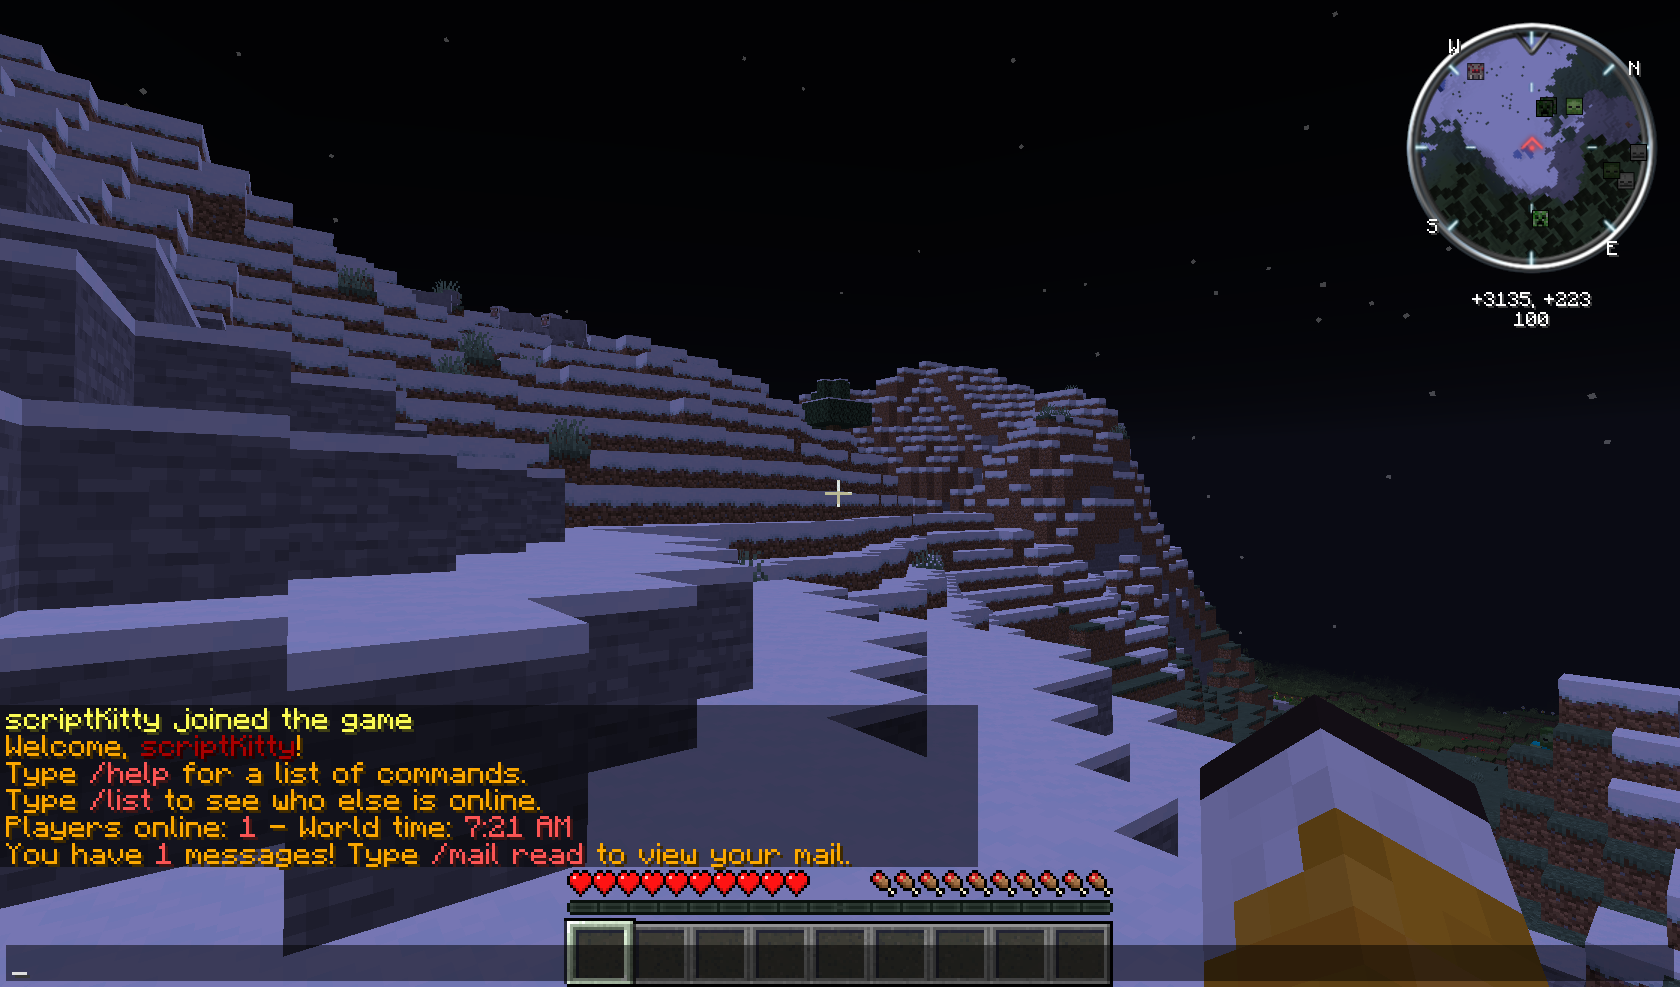 W
N
S
E
+3135, +223
100
scriptKitty joined the game
Welcome, scriptKitty!
Type /help for a list of commands.
Type /list to see who else is online.
Players online: 1 - World time: 7:21 AM
You have 1 messages! Type /mail read to view your mail.
_